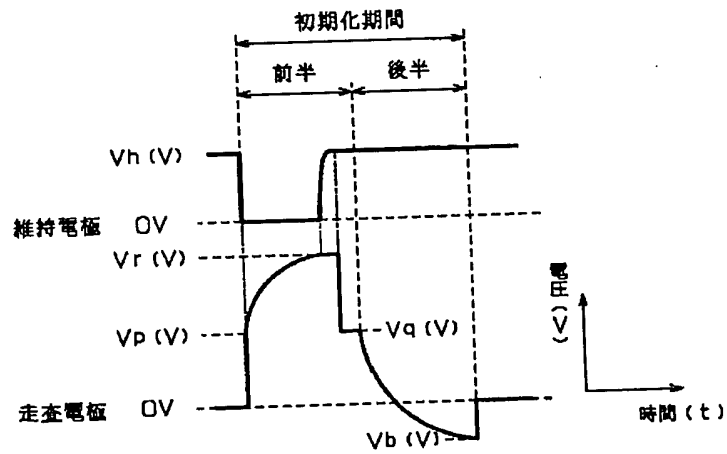 初期化期間
前半
後半
Vh (V)
維持電極 0V
Vr (V)
Vp (V)
Vq (V)
走査電極 0V
Vb (V)
電圧(V)
時間(t)